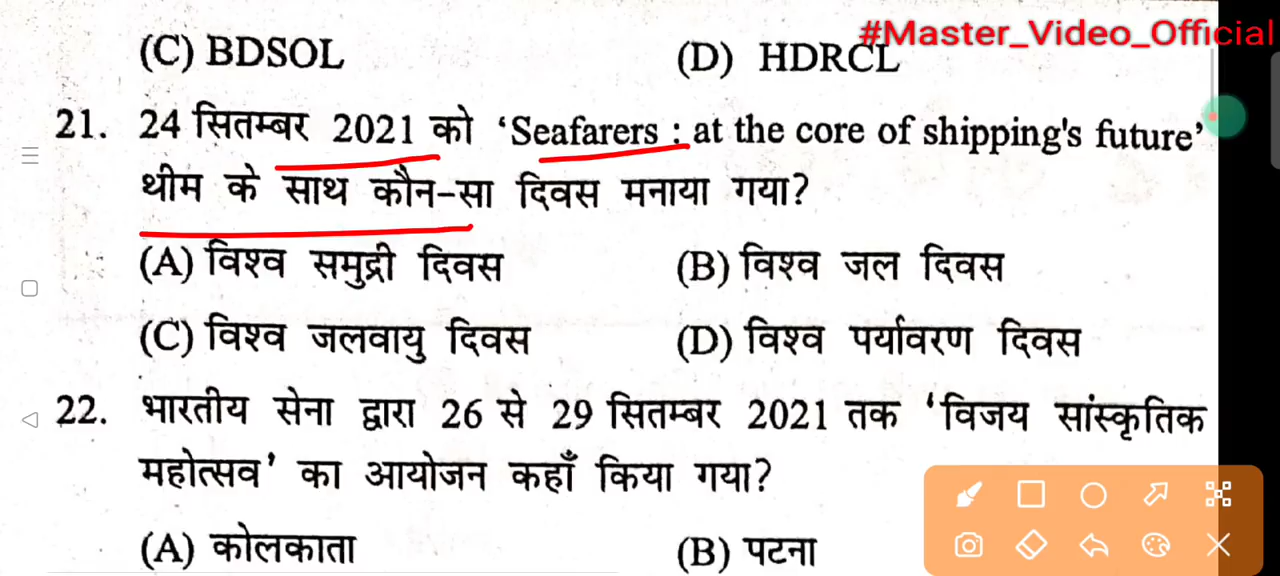 #Master_Video_Official
(C) BDSOL (D) HDRCL
21. 24 सितम्बर 2021 को ‘Seafarers : at the core of shipping's future’
थीम के साथ कौन-सा दिवस मनाया गया?
(A) विश्व समुद्री दिवस (B) विश्व जल दिवस
(C) विश्व जलवायु दिवस (D) विश्व पर्यावरण दिवस
22. भारतीय सेना द्वारा 26 से 29 सितम्बर 2021 तक ‘विजय सांस्कृतिक
महोत्सव’ का आयोजन कहाँ किया गया?
(A) कोलकाता (B) पटना